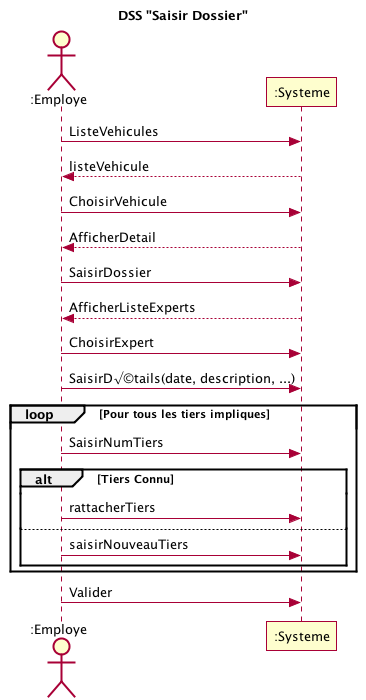 DSS "Saisir Dossier"
:Employe
:Systeme
ListeVehicules
listeVehicule
ChoisirVehicule
AfficherDetail
SaisirDossier
AfficherListeExperts
ChoisirExpert
SaisirD√©tails(date, description, ...)
loop [Pour tous les tiers impliques]
SaisirNumTiers
alt [Tiers Connu]
rattacherTiers
saisirNouveauTiers
Valider
:Employe
:Systeme